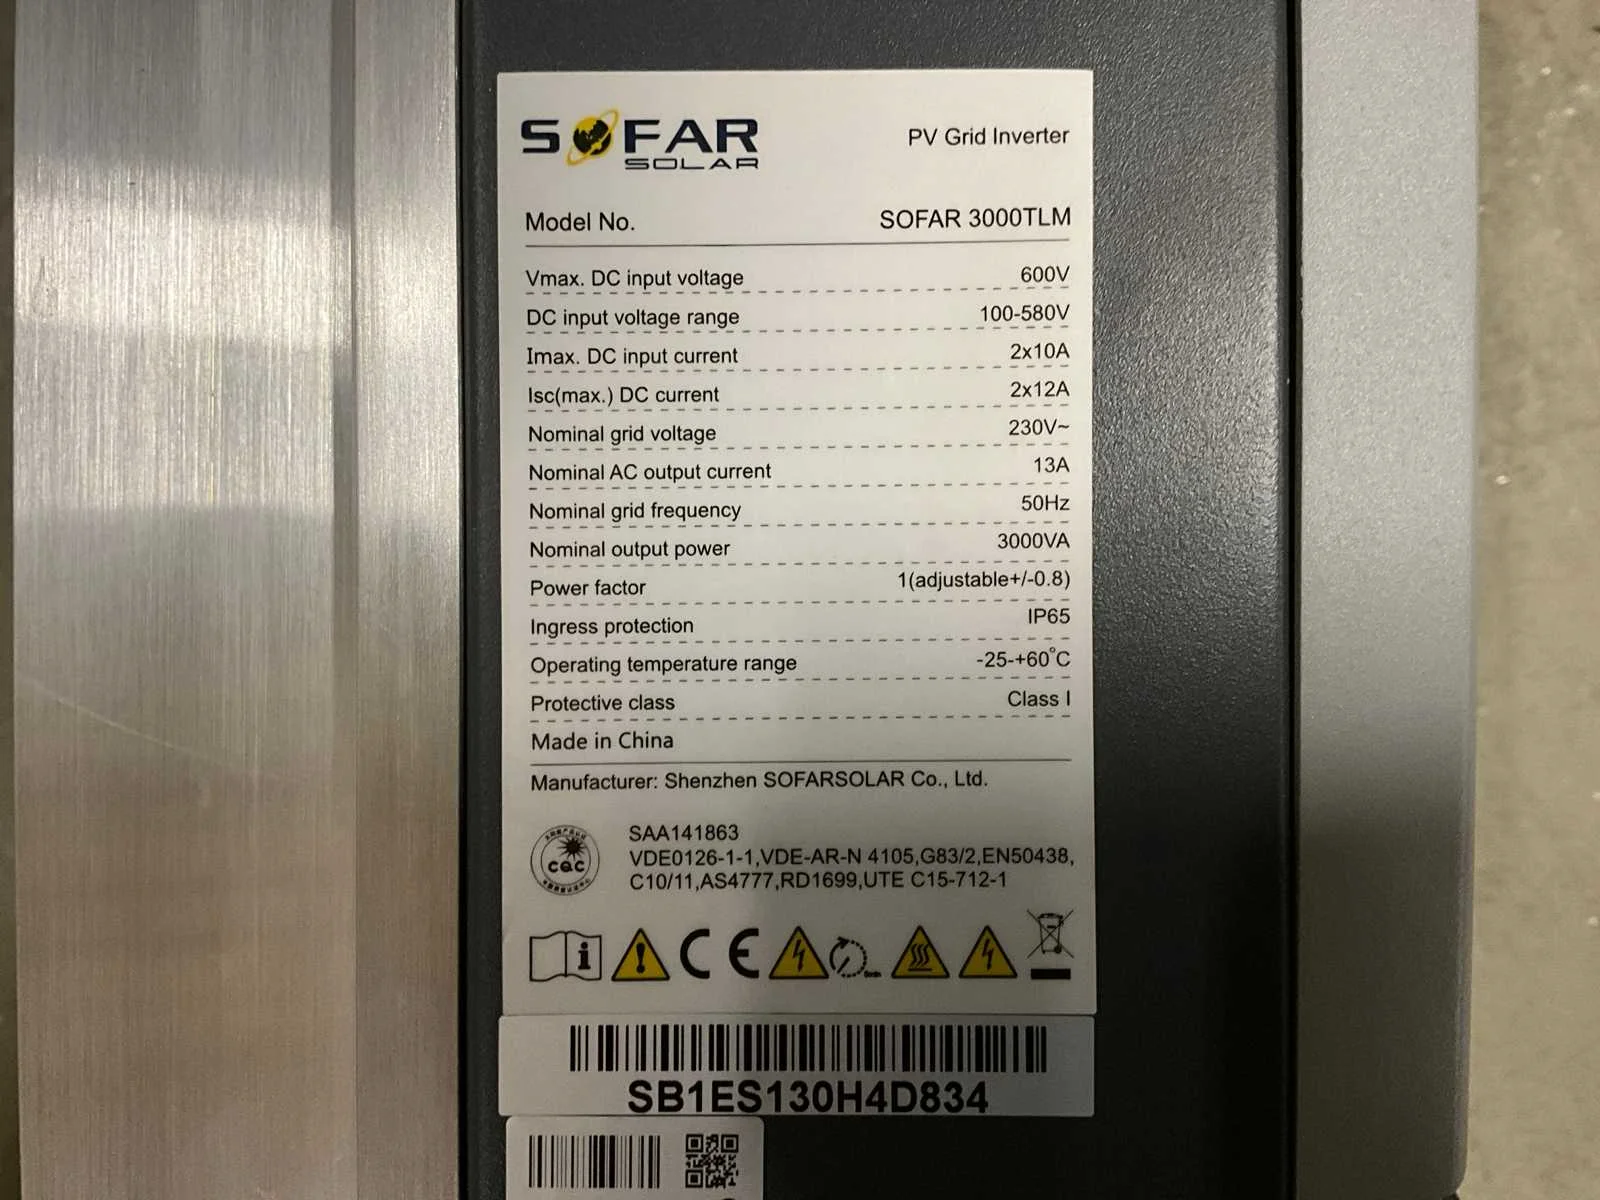 SOFAR
SOLAR
PV Grid Inverter
Model No. SOFAR 3000TLM
Vmax. DC input voltage 600V
DC input voltage range 100-580V
Imax. DC input current 2x10A
Isc(max.) DC current 2x12A
Nominal grid voltage 230V~
Nominal AC output current 13A
Nominal grid frequency 50Hz
Nominal output power 3000VA
Power factor 1(adjustable+/-0.8)
Ingress protection IP65
Operating temperature range -25-+60°C
Protective class Class I
Made in China
Manufacturer: Shenzhen SOFARSOLAR Co., Ltd.
CQC
SAA141863
VDE0126-1-1,VDE-AR-N 4105,G83/2,EN50438,
C10/11,AS4777,RD1699,UTE C15-712-1
i ! CE
SB1ES130H4D834